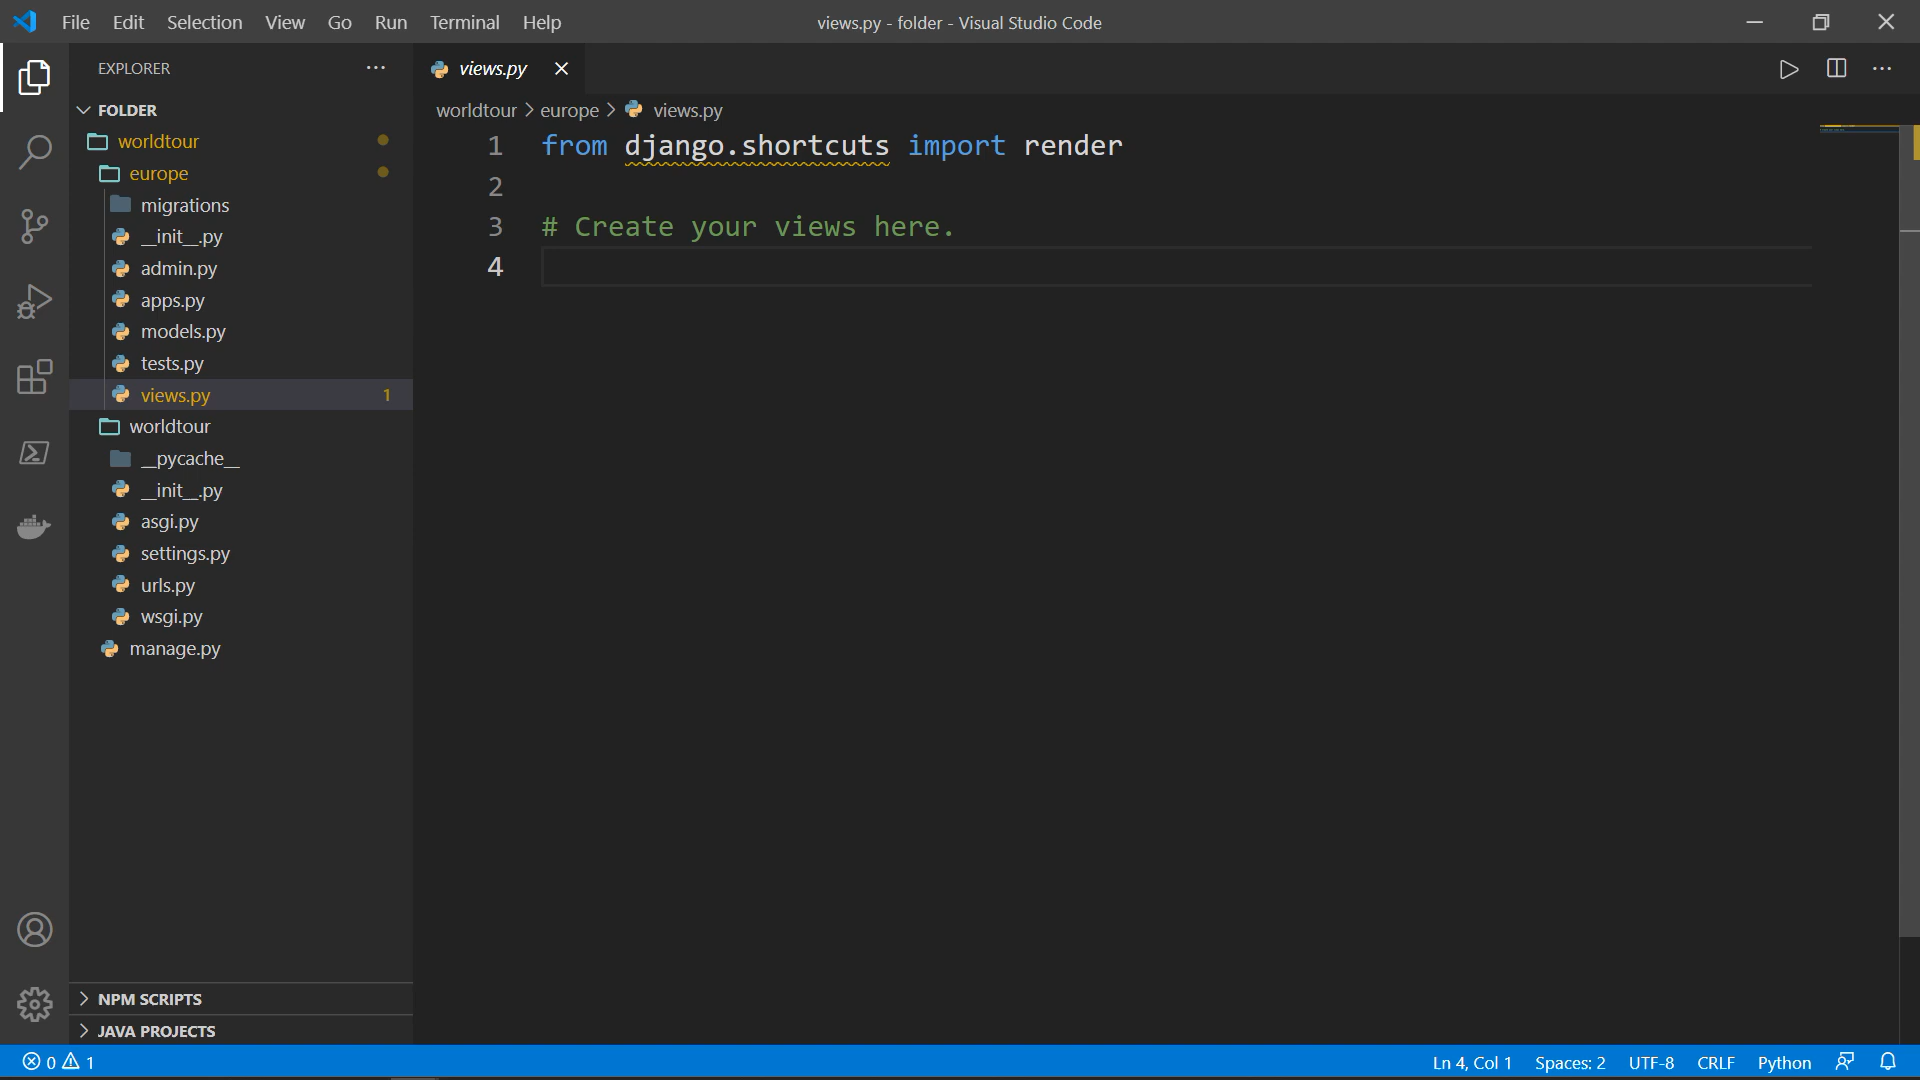 File Edit Selection View Go Run Terminal Help
views.py - folder - Visual Studio Code
EXPLORER
FOLDER
worldtour
europe
migrations
__init__.py
admin.py
apps.py
models.py
tests.py
views.py 1
worldtour
__pycache__
__init__.py
asgi.py
settings.py
urls.py
wsgi.py
manage.py
NPM SCRIPTS
JAVA PROJECTS
views.py
worldtour > europe > views.py
1 from django.shortcuts import render
2
3 # Create your views here.
4
0 1
Ln 4, Col 1 Spaces: 2 UTF-8 CRLF Python